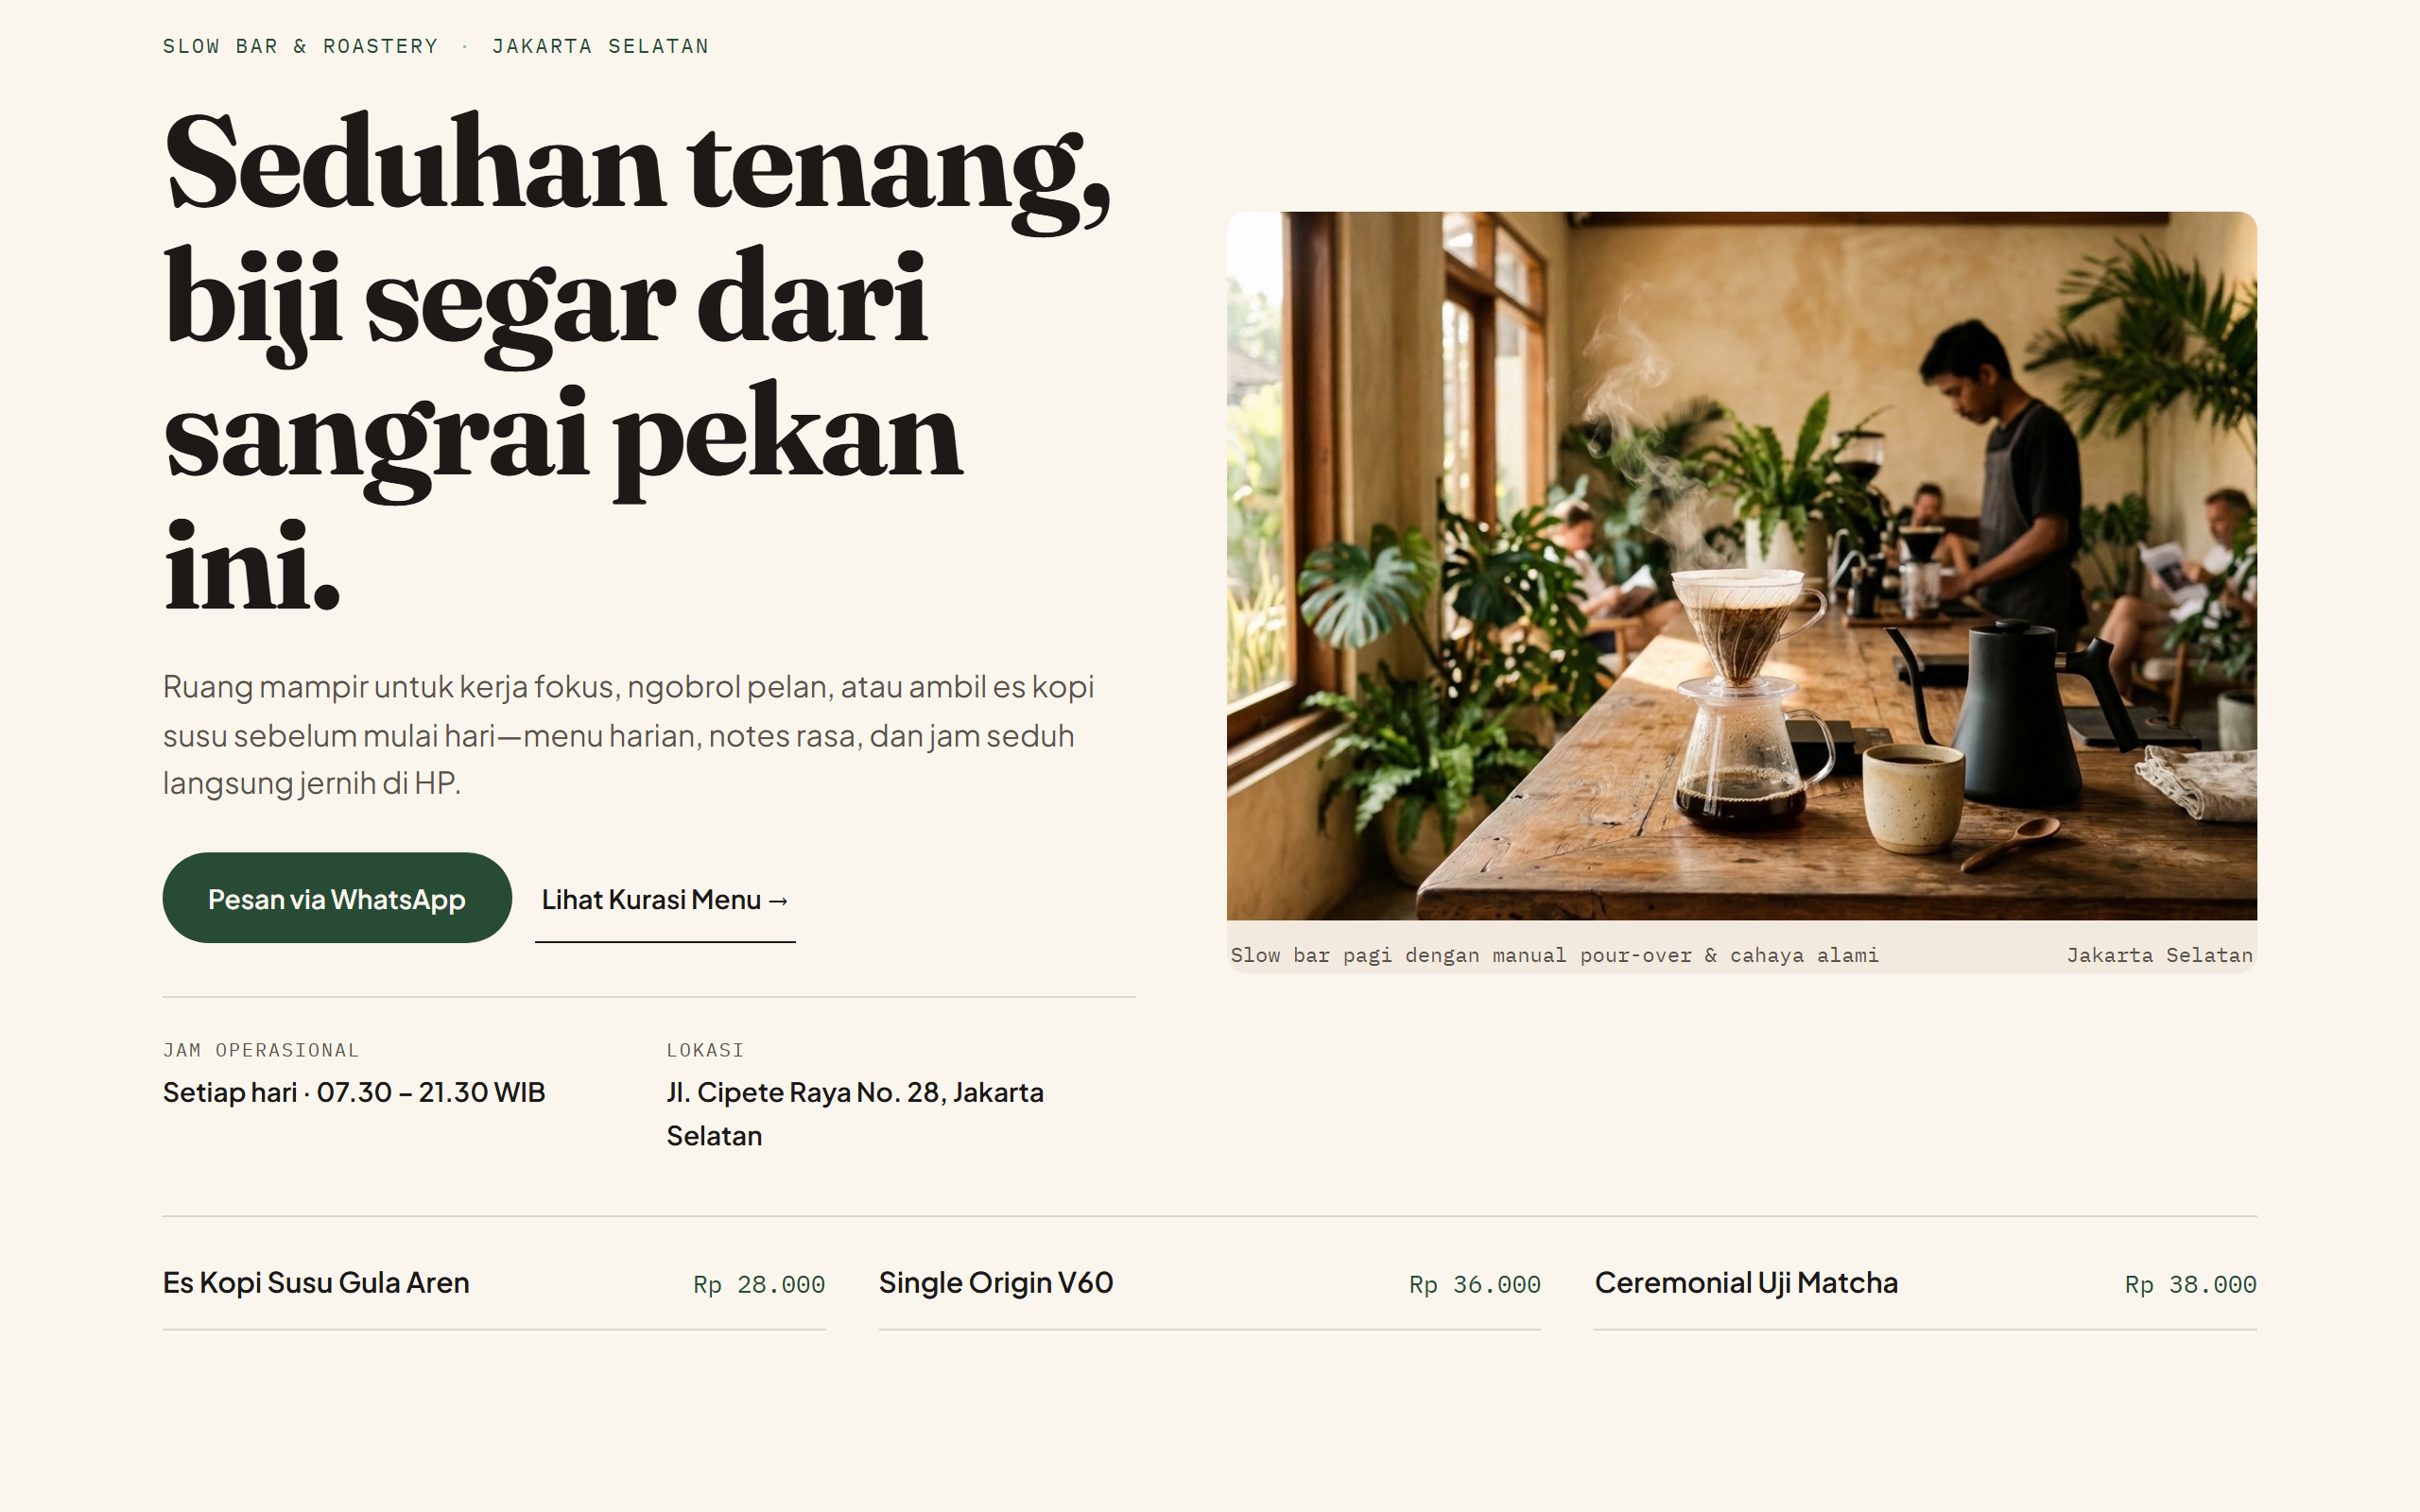 SLOW BAR & ROASTERY · JAKARTA SELATAN
Seduhan tenang,
biji segar dari
sangrai pekan
ini.
Ruang mampir untuk kerja fokus, ngobrol pelan, atau ambil es kopi
susu sebelum mulai hari—menu harian, notes rasa, dan jam seduh
langsung jernih di HP.
Pesan via WhatsApp
Lihat Kurasi Menu →
Slow bar pagi dengan manual pour-over & cahaya alami
Jakarta Selatan
JAM OPERASIONAL
Setiap hari · 07.30 – 21.30 WIB
LOKASI
Jl. Cipete Raya No. 28, Jakarta
Selatan
Es Kopi Susu Gula Aren
Rp 28.000
Single Origin V60
Rp 36.000
Ceremonial Uji Matcha
Rp 38.000